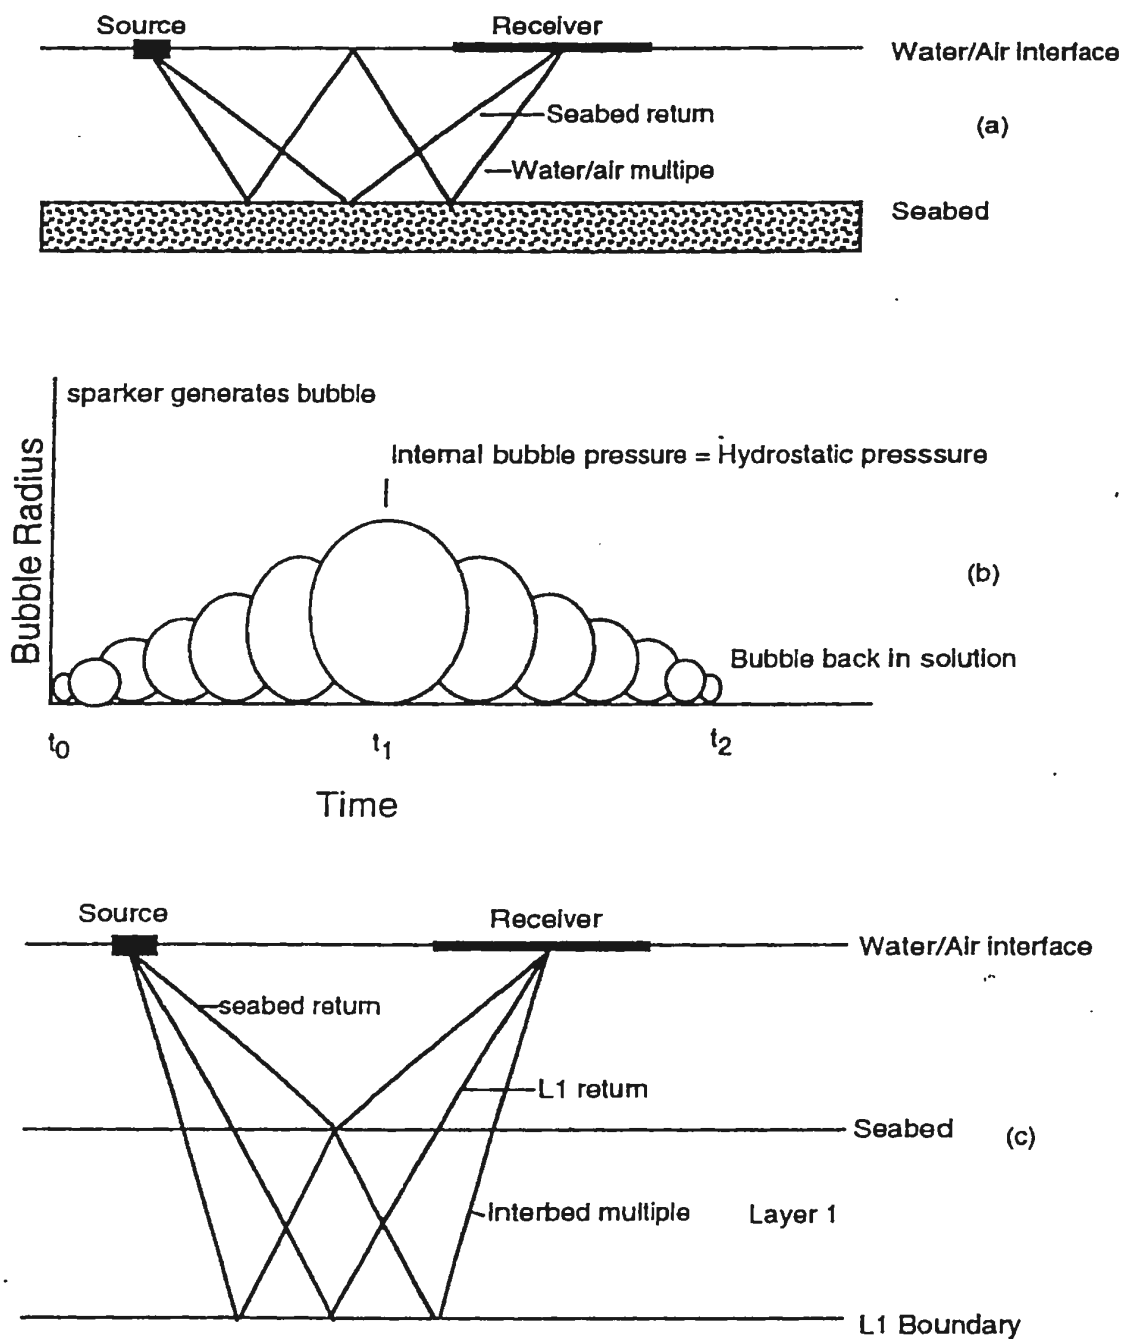 Source
Receiver
Water/Air interface
Seabed return
(a)
Water/air multipe
Seabed
sparker generates bubble
Internal bubble pressure = Hydrostatic presssure
Bubble Radius
(b)
Bubble back in solution
t0 t1 t2
Time
Source
Receiver
Water/Air interface
seabed return
L1 return
Seabed
(c)
Interbed multiple
Layer 1
L1 Boundary